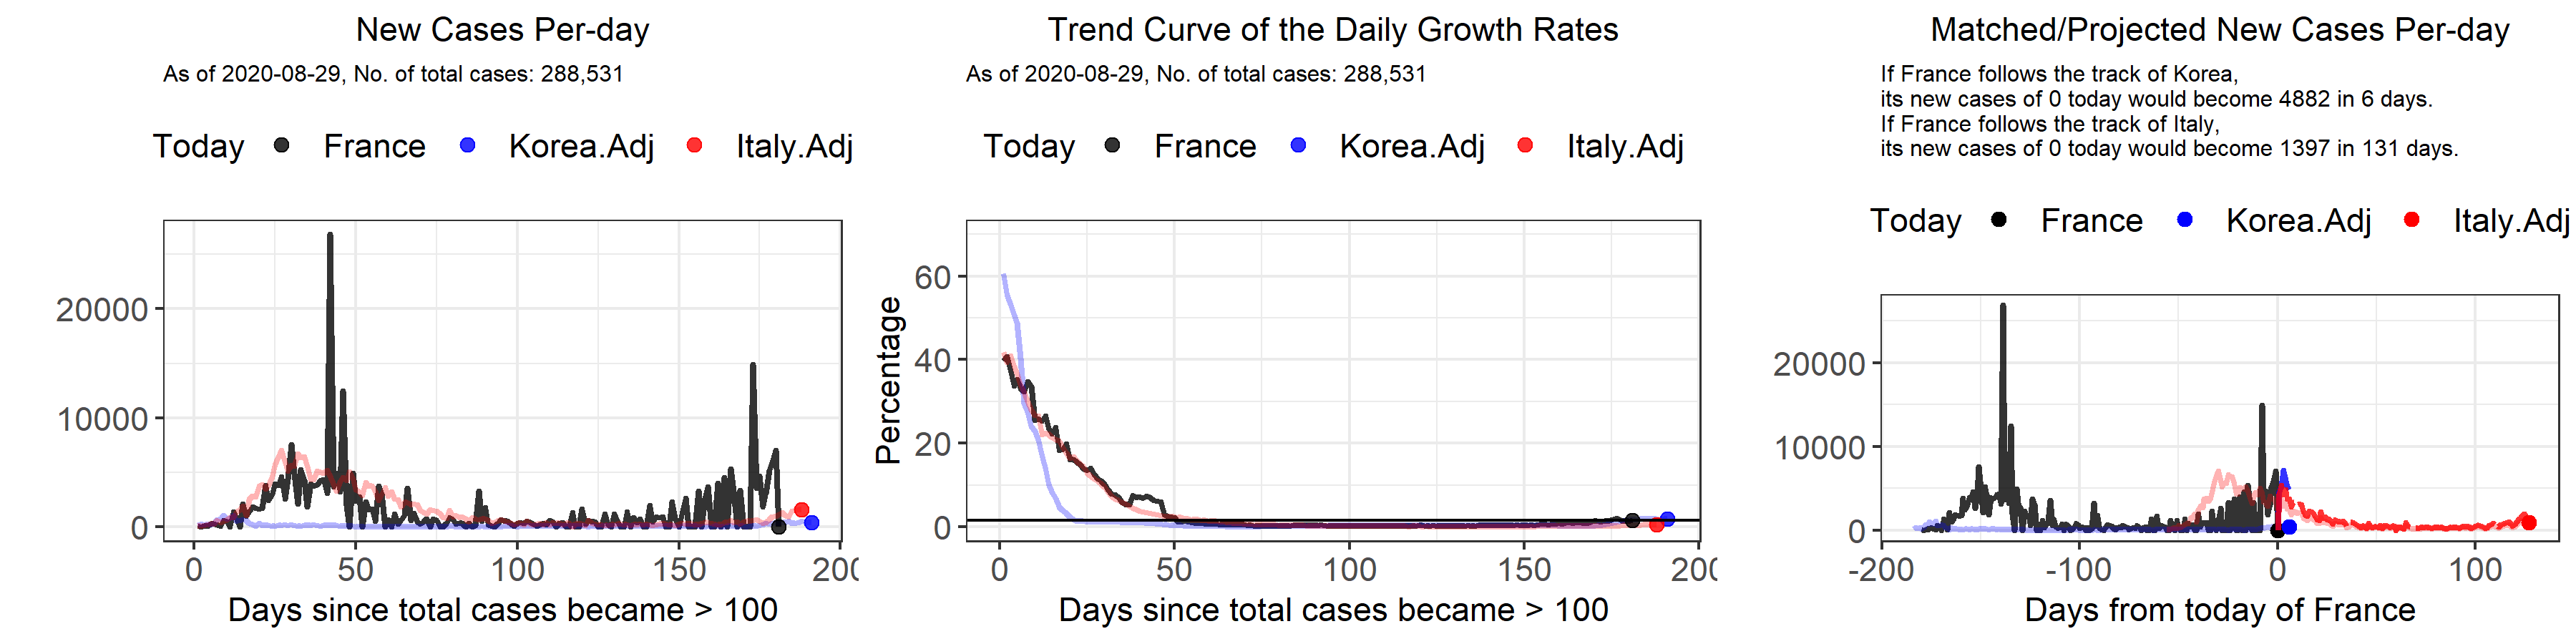 New Cases Per-day
As of 2020-08-29, No. of total cases: 288,531
Today France Korea.Adj Italy.Adj
20000
10000
0
0 50 100 150 200
Days since total cases became > 100
Trend Curve of the Daily Growth Rates
As of 2020-08-29, No. of total cases: 288,531
Today France Korea.Adj Italy.Adj
Percentage
60
40
20
0
0 50 100 150 200
Days since total cases became > 100
Matched/Projected New Cases Per-day
If France follows the track of Korea,
its new cases of 0 today would become 4882 in 6 days.
If France follows the track of Italy,
its new cases of 0 today would become 1397 in 131 days.
Today France Korea.Adj Italy.Adj
20000
10000
0
-200 -100 0 100
Days from today of France